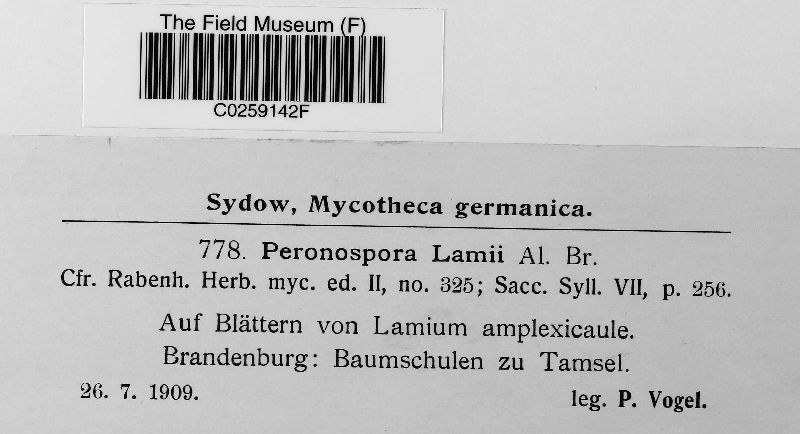 The Field Museum (F)
C0259142F
Sydow, Mycotheca germanica.
778. Peronospora Lamii Al. Br.
Cfr. Rabenh. Herb. myc. ed. II, no. 325; Sacc. Syll. VII, p. 256.
Auf Blättern von Lamium amplexicaule.
Brandenburg: Baumschulen zu Tamsel.
26. 7. 1909. leg. P. Vogel.